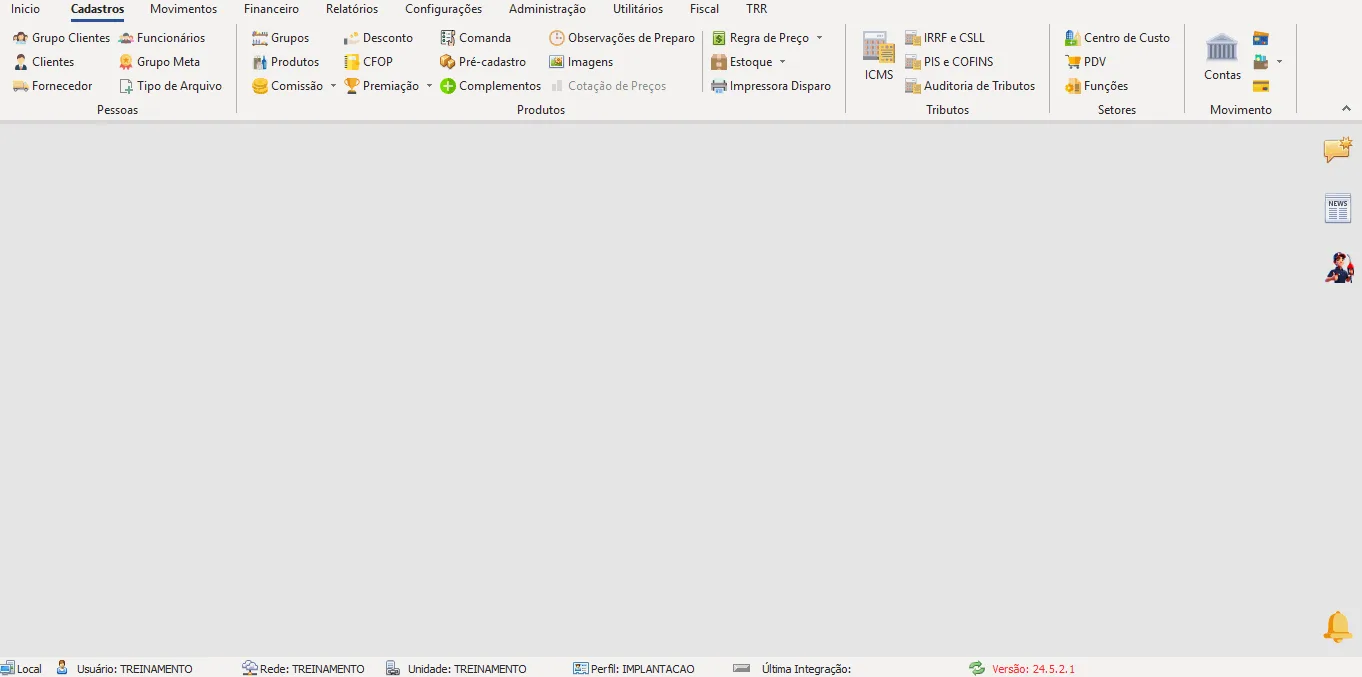 Inicio Cadastros Movimentos Financeiro Relatórios Configurações Administração Utilitários Fiscal TRR
Grupo Clientes Funcionários Grupos Desconto Comanda Observações de Preparo Regra de Preço IRRF e CSLL Centro de Custo
Clientes Grupo Meta Produtos CFOP Pré-cadastro Imagens Estoque ICMS PIS e COFINS PDV Contas
Fornecedor Tipo de Arquivo Comissão Premiação Complementos Cotação de Preços Impressora Disparo Auditoria de Tributos Funções
Pessoas Produtos Tributos Setores Movimento
NEWS
Local Usuário: TREINAMENTO Rede: TREINAMENTO Unidade: TREINAMENTO Perfil: IMPLANTACAO Última Integração: Versão: 24.5.2.1